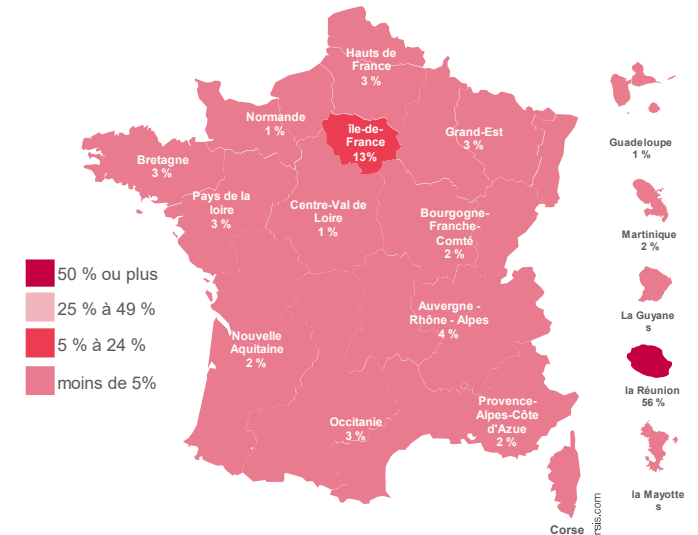 Hauts de
France
3 %
Normande
1 %
île-de-
France
13%
Grand-Est
3 %
Bretagne
3 %
Pays de la
loire
3 %
Centre-Val de
Loire
1 %
Bourgogne-
Franche-
Comté
2 %
Auvergne -
Rhône - Alpes
4 %
Nouvelle
Aquitaine
2 %
Occitanie
3 %
Provence-
Alpes-Côte
d'Azue
2 %
Corse
rsis.com
50 % ou plus
25 % à 49 %
5 % à 24 %
moins de 5%
Guadeloupe
1 %
Martinique
2 %
La Guyane
s
la Réunion
56 %
la Mayotte
s